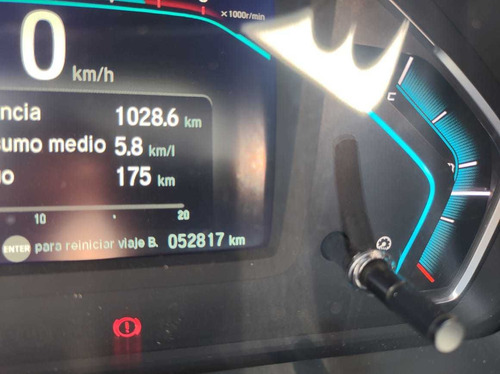 ×1000r/min
0
km/h
ncia 1028.6 km
sumo medio 5.8 km/l
o 175 km
10 20
ENTER para reiniciar viaje B. 052817 km